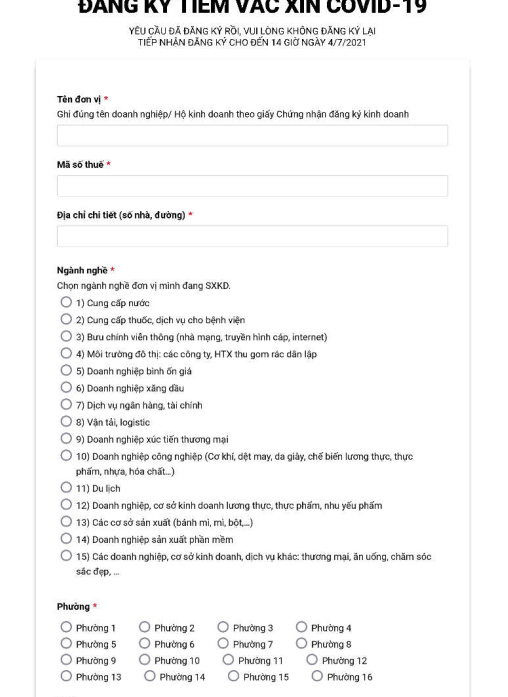 ĐĂNG KÝ TIÊM VẮC XIN COVID-19
YÊU CẦU ĐÃ ĐĂNG KÝ RỒI, VUI LÒNG KHÔNG ĐĂNG KÝ LẠI
TIẾP NHẬN ĐĂNG KÝ CHO ĐẾN 14 GIỜ NGÀY 4/7/2021
Tên đơn vị *
Ghi đúng tên doanh nghiệp/ Hộ kinh doanh theo giấy Chứng nhận đăng ký kinh doanh
Mã số thuế *
Địa chỉ chi tiết (số nhà, đường) *
Ngành nghề *
Chọn ngành nghề đơn vị mình đang SXKD.
1) Cung cấp nước
2) Cung cấp thuốc, dịch vụ cho bệnh viện
3) Bưu chính viễn thông (nhà mạng, truyền hình cáp, internet)
4) Môi trường đô thị: các công ty, HTX thu gom rác dân lập
5) Doanh nghiệp bình ổn giá
6) Doanh nghiệp xăng dầu
7) Dịch vụ ngân hàng, tài chính
8) Vận tải, logistic
9) Doanh nghiệp xúc tiến thương mại
10) Doanh nghiệp công nghiệp (Cơ khí, dệt may, da giày, chế biến lương thực, thực
phẩm, nhựa, hóa chất...)
11) Du lịch
12) Doanh nghiệp, cơ sở kinh doanh lương thực, thực phẩm, nhu yếu phẩm
13) Các cơ sở sản xuất (bánh mì, mì, bột,...)
14) Doanh nghiệp sản xuất phần mềm
15) Các doanh nghiệp, cơ sở kinh doanh, dịch vụ khác: thương mại, ăn uống, chăm sóc
sắc đẹp, ...
Phường *
Phường 1 Phường 2 Phường 3 Phường 4
Phường 5 Phường 6 Phường 7 Phường 8
Phường 9 Phường 10 Phường 11 Phường 12
Phường 13 Phường 14 Phường 15 Phường 16